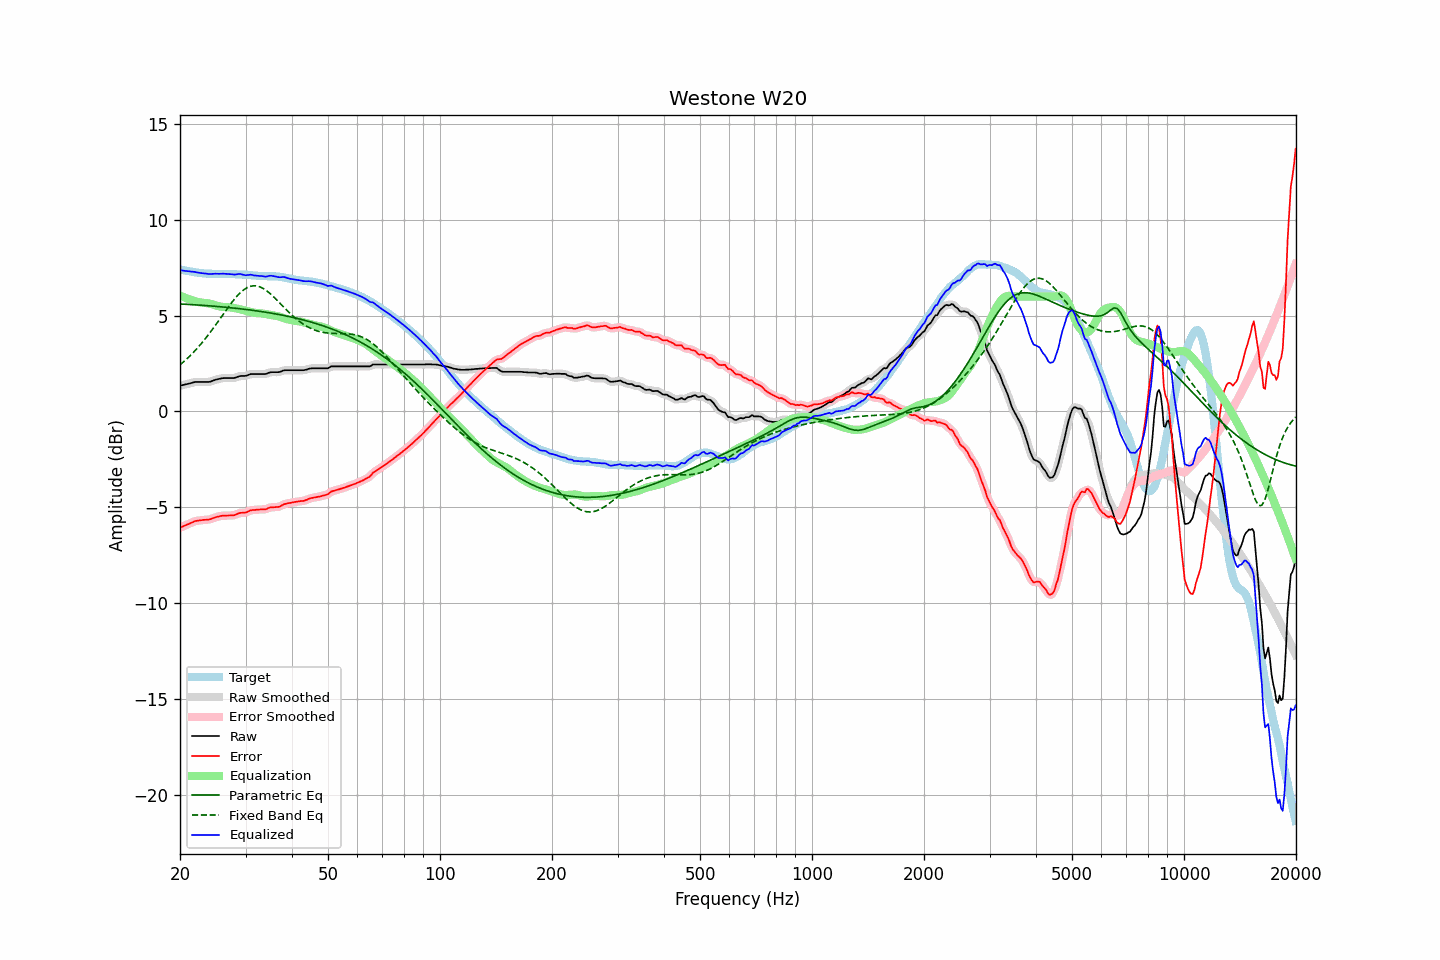 Westone W20
15
10
5
0
−5
−10
−15
−20
Amplitude (dBr)
Target
Raw Smoothed
Error Smoothed
Raw
Error
Equalization
Parametric Eq
Fixed Band Eq
Equalized
20 50 100 200 500 1000 2000 5000 10000 20000
Frequency (Hz)